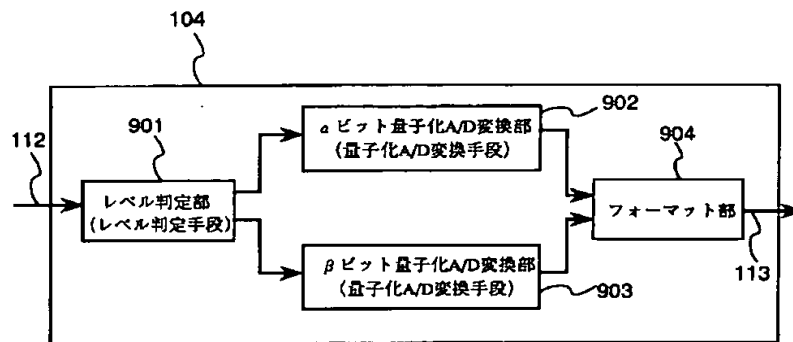 104
902
901
αビット量子化A/D変換部
(量子化A/D変換手段)
904
112
レベル判定部
(レベル判定手段)
フォーマット部
βビット量子化A/D変換部
(量子化A/D変換手段)
113
903